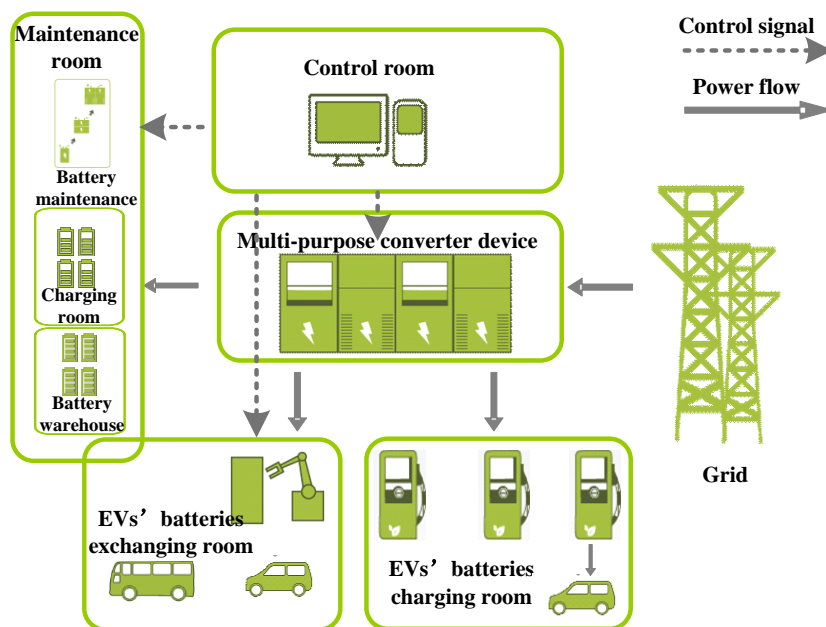 Maintenance
room
Battery
maintenance
Charging
room
Battery
warehouse
Control room
Control signal
Power flow
Multi-purpose converter device
Grid
EVs’ batteries
exchanging room
EVs’ batteries
charging room